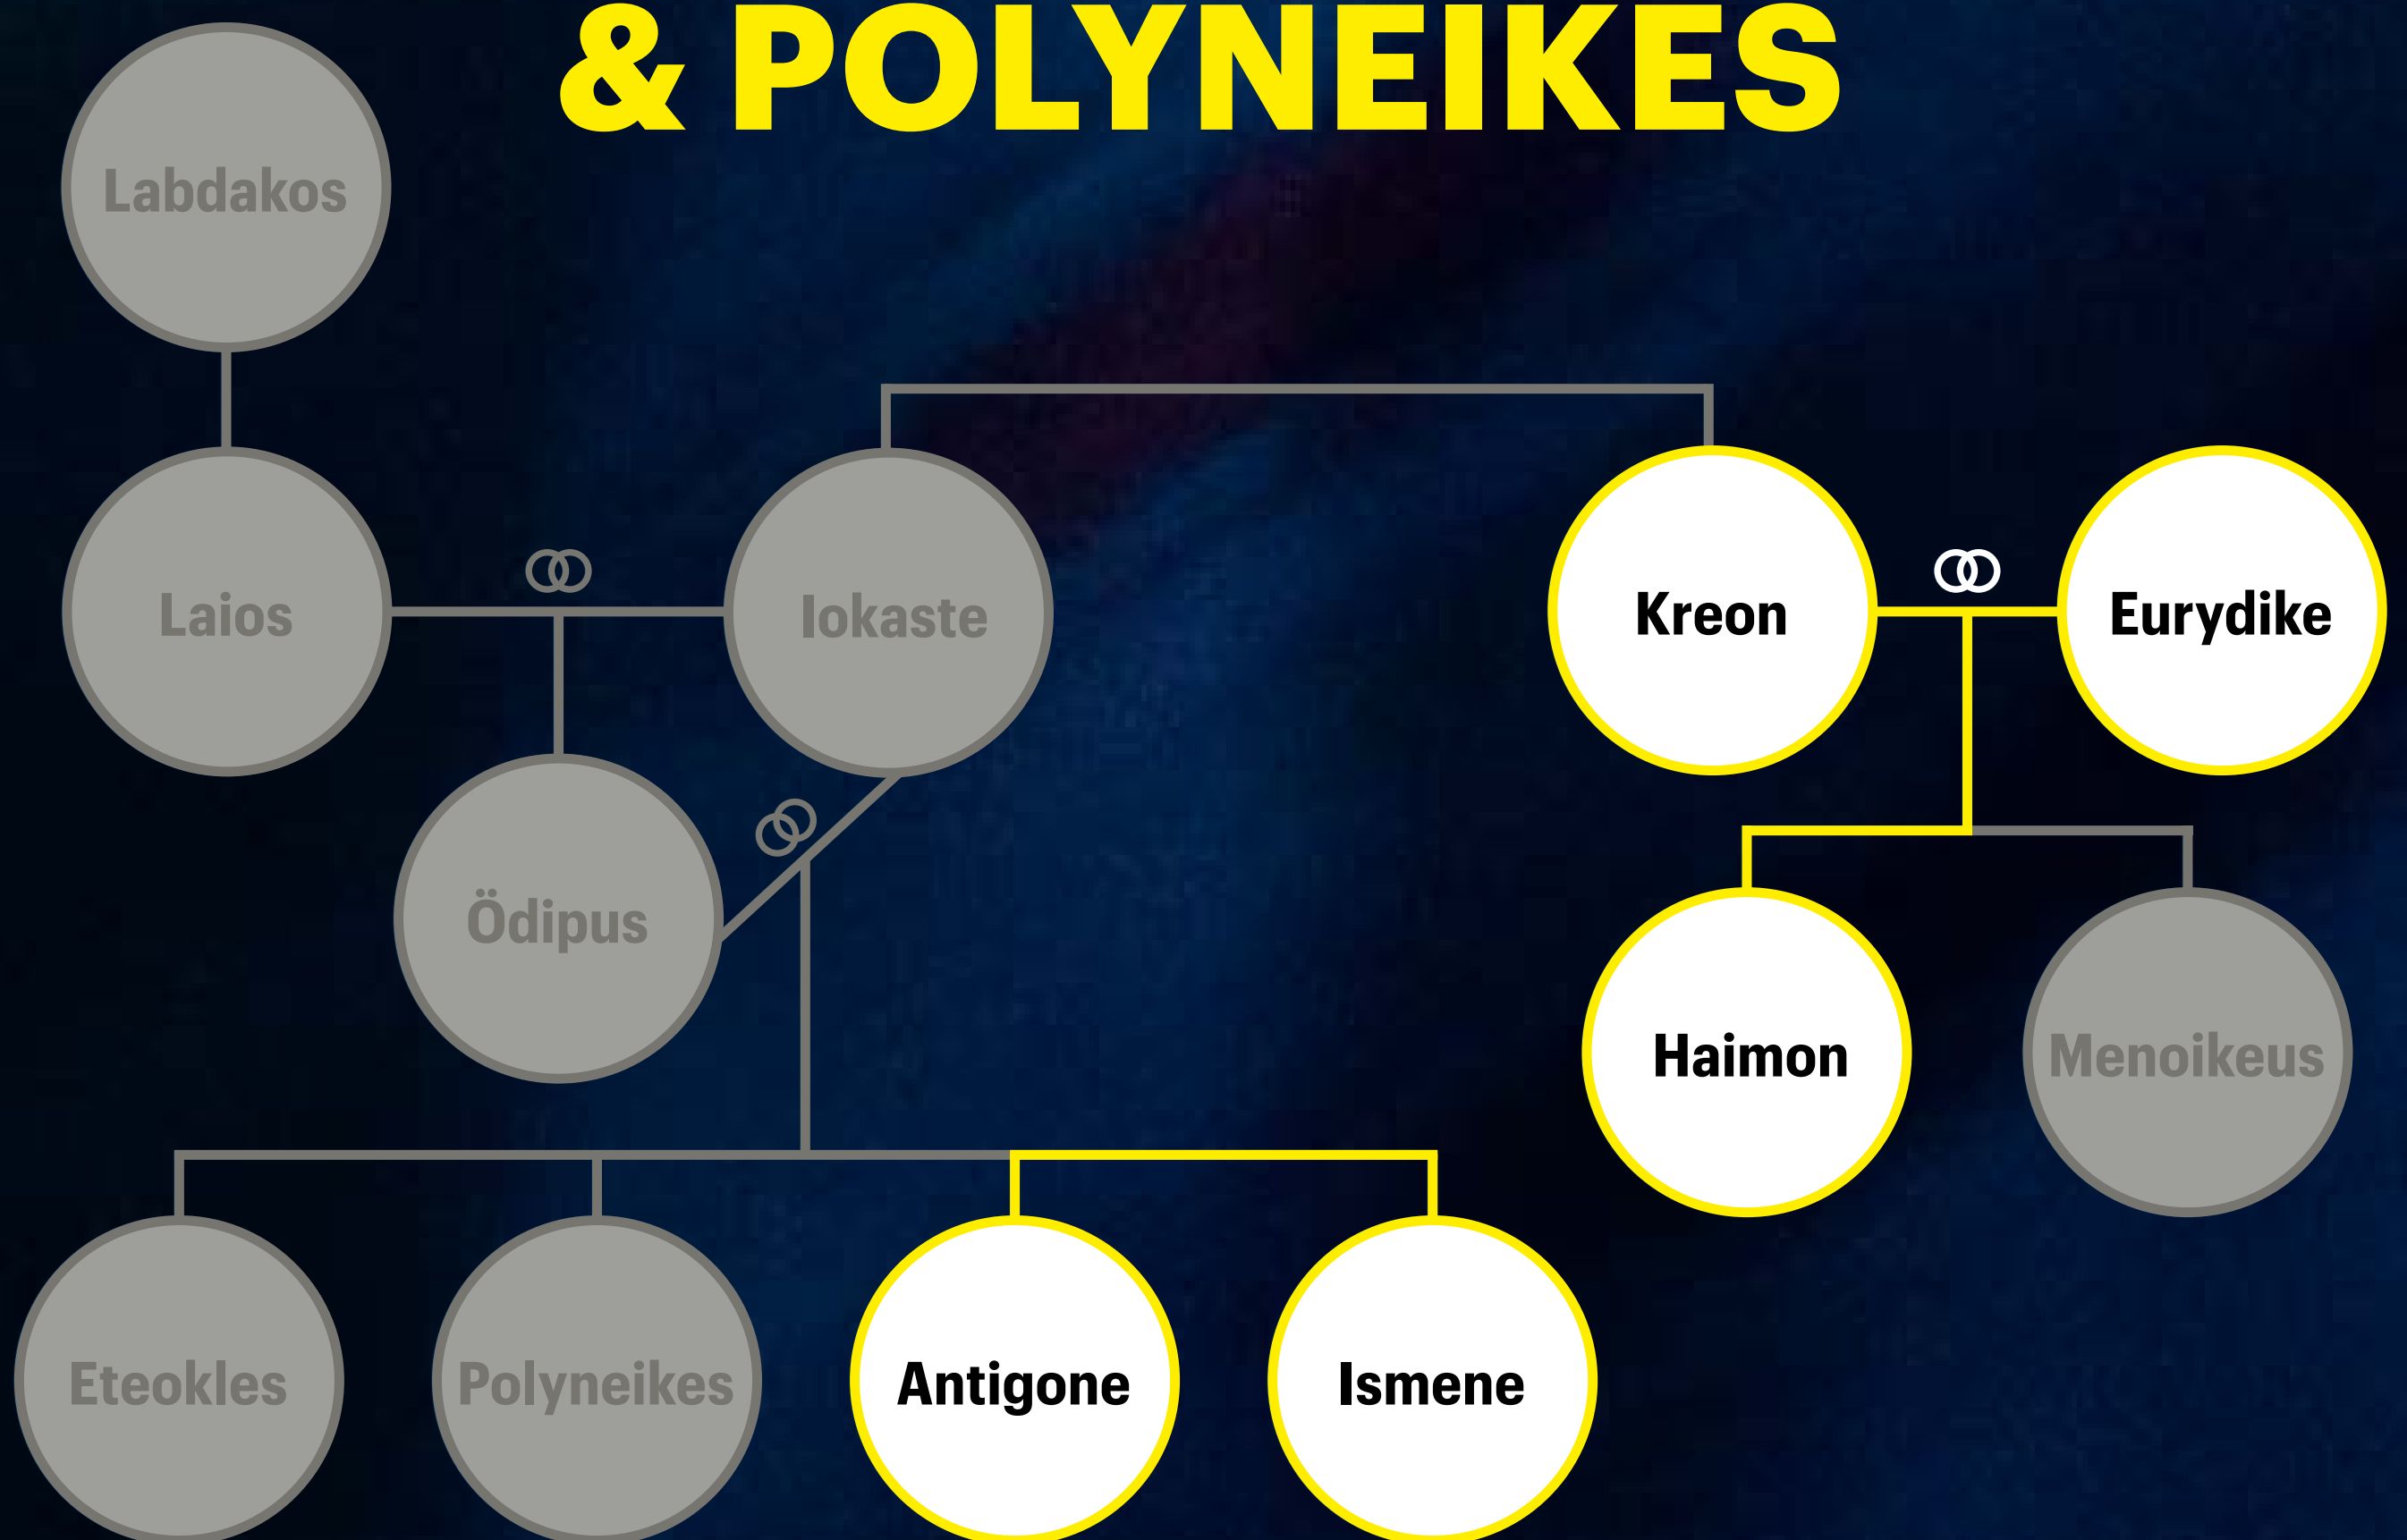 & POLYNEIKES
Labdakos
Laios
Iokaste
Kreon
Eurydike
Ödipus
Haimon
Menoikeus
Eteokles
Polyneikes
Antigone
Ismene